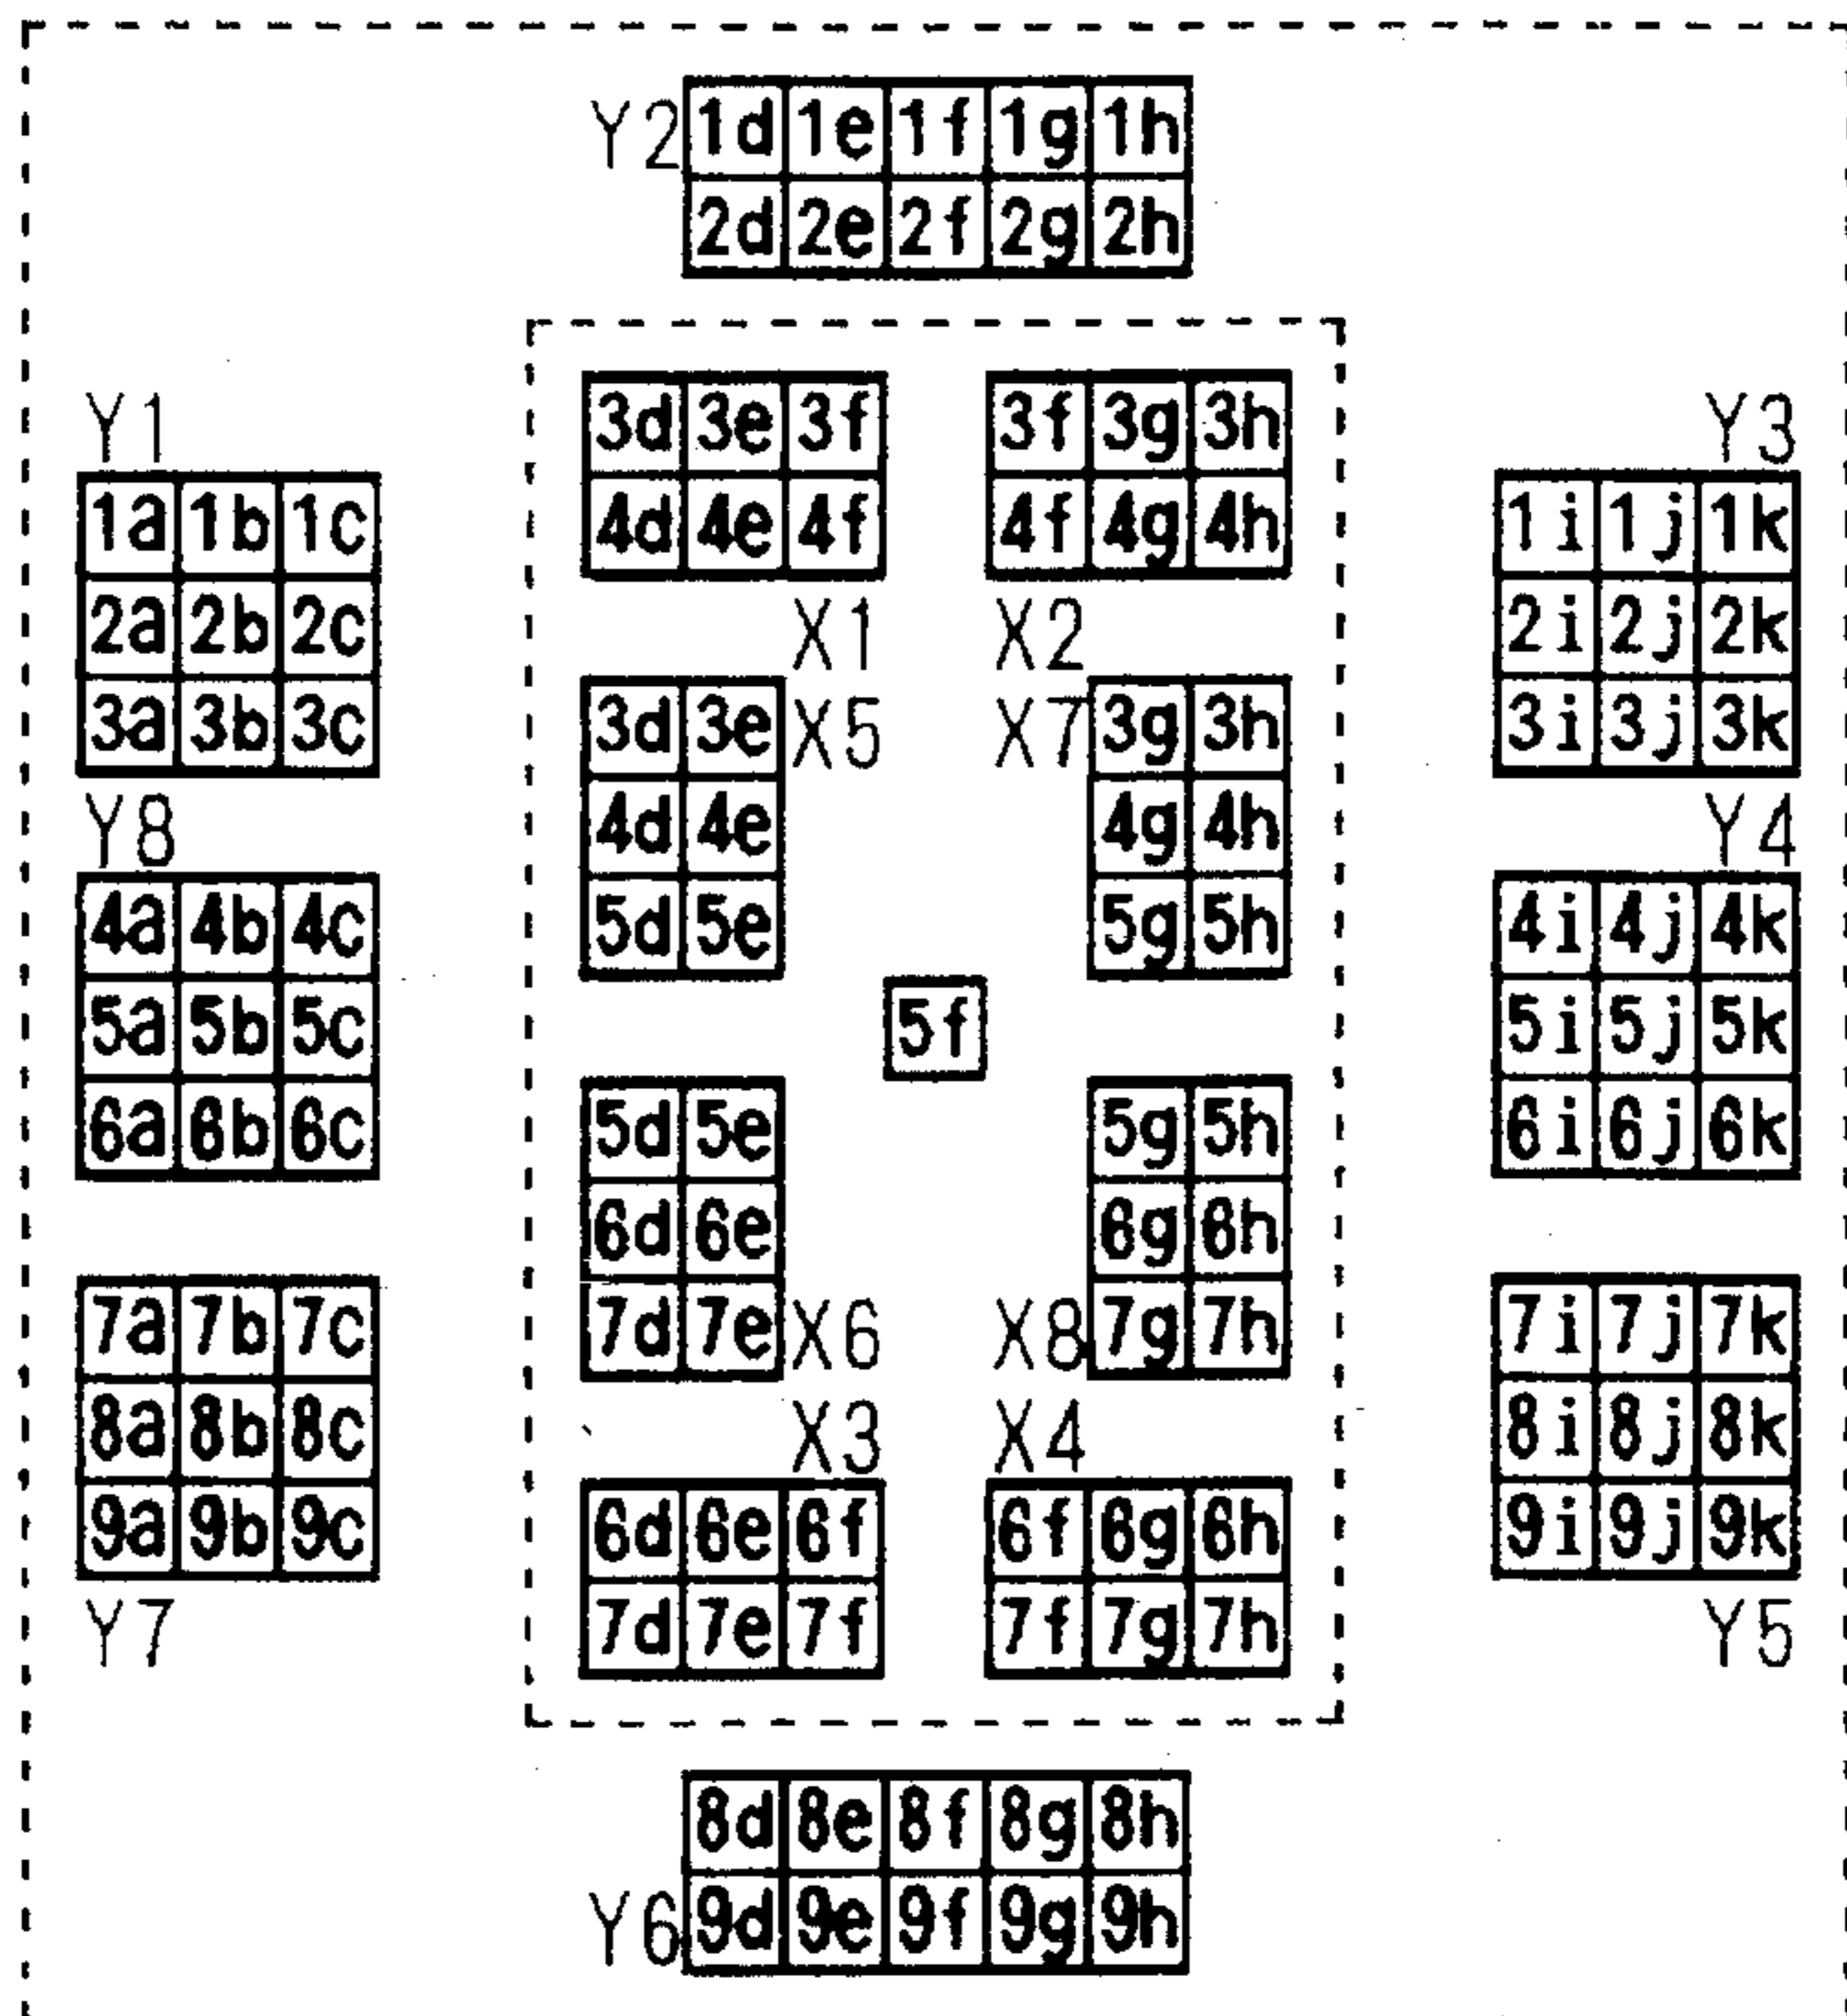 Y2 1d 1e 1f 1g 1h
2d 2e 2f 2g 2h
Y1
1a 1b 1c
2a 2b 2c
3a 3b 3c
Y8
4a 4b 4c
5a 5b 5c
6a 6b 6c
7a 7b 7c
8a 8b 8c
9a 9b 9c
Y7
3d 3e 3f
4d 4e 4f
X1
3f 3g 3h
4f 4g 4h
X2
3d 3e X5
4d 4e
5d 5e
X7 3g 3h
4g 4h
5g 5h
5f
5d 5e
6d 6e
7d 7e X6
5g 5h
6g 6h
X8 7g 7h
X3
6d 6e 6f
7d 7e 7f
X4
6f 6g 6h
7f 7g 7h
Y3
1i 1j 1k
2i 2j 2k
3i 3j 3k
Y4
4i 4j 4k
5i 5j 5k
6i 6j 6k
7i 7j 7k
8i 8j 8k
9i 9j 9k
Y5
8d 8e 8f 8g 8h
Y6 9d 9e 9f 9g 9h